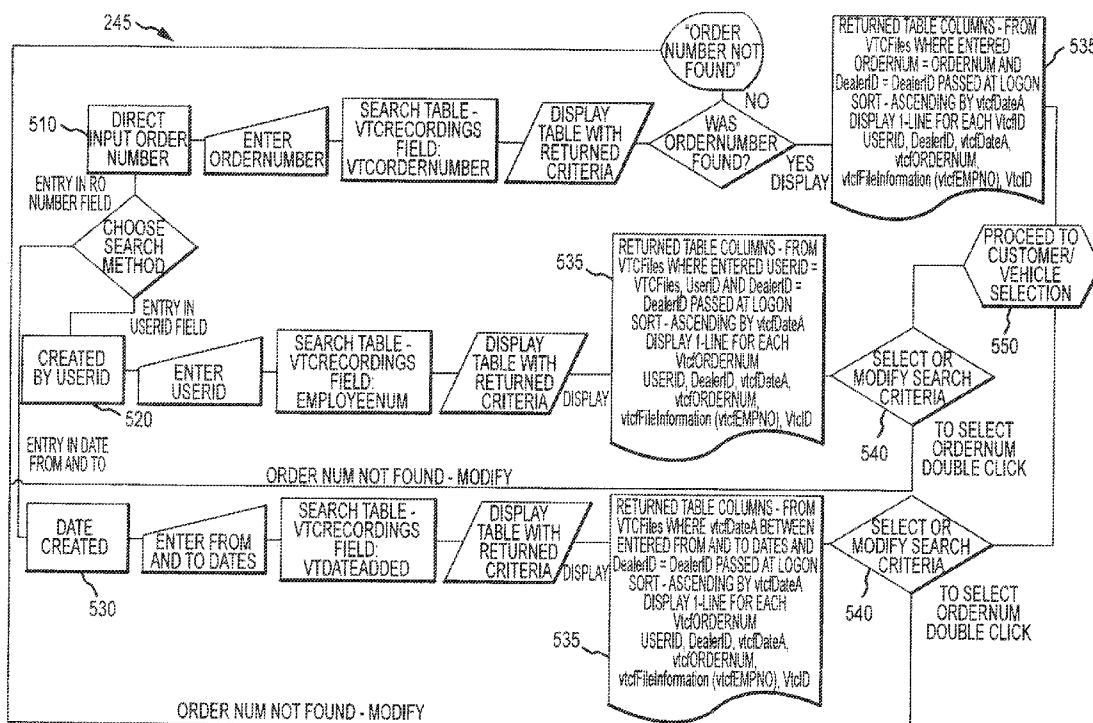 245
510
DIRECT
INPUT ORDER
NUMBER
ENTER
ORDERNUMBER
SEARCH TABLE -
VTCRECORDINGS
FIELD:
VTCORDERNUMBER
DISPLAY
TABLE WITH
RETURNED
CRITERIA
"ORDER
NUMBER NOT
FOUND"
NO
WAS
ORDERNUMBER
FOUND?
YES
DISPLAY
RETURNED TABLE COLUMNS - FROM
VTCFiles WHERE ENTERED
ORDERNUM = ORDERNUM AND
DealerID = DealerID PASSED AT LOGON
SORT - ASCENDING BY vtcfDateA
DISPLAY 1-LINE FOR EACH VtcfID
USERID, DealerID, vtcfDateA,
vtcfORDERNUM,
vtcfFileInformation (vtcfEMPNO), VtcID
535
ENTRY IN RO
NUMBER FIELD
CHOOSE
SEARCH
METHOD
ENTRY IN
USERID FIELD
CREATED
BY USERID
520
ENTER
USERID
SEARCH TABLE -
VTCRECORDINGS
FIELD:
EMPLOYEENUM
DISPLAY
TABLE WITH
RETURNED
CRITERIA
DISPLAY
535
RETURNED TABLE COLUMNS - FROM
VTCFiles WHERE ENTERED USERID =
VTCFiles, UserID AND DealerID =
DealerID PASSED AT LOGON
SORT - ASCENDING BY vtcfDateA
DISPLAY 1-LINE FOR EACH
VtcfORDERNUM
USERID, DealerID, vtcfDateA,
vtcfORDERNUM,
vtcfFileInformation (vtcfEMPNO), VtcID
PROCEED TO
CUSTOMER/
VEHICLE
SELECTION
550
SELECT OR
MODIFY SEARCH
CRITERIA
540
TO SELECT
ORDERNUM
DOUBLE CLICK
ENTRY IN DATE
FROM AND TO
ORDER NUM NOT FOUND - MODIFY
DATE
CREATED
530
ENTER FROM
AND TO DATES
SEARCH TABLE -
VTCRECORDINGS
FIELD:
VTDATEADDED
DISPLAY
TABLE WITH
RETURNED
CRITERIA
DISPLAY
RETURNED TABLE COLUMNS - FROM
VTCFiles WHERE vtcfDateA BETWEEN
ENTERED FROM AND TO DATES AND
DealerID = DealerID PASSED AT LOGON
SORT - ASCENDING BY vtcfDateA
DISPLAY 1-LINE FOR EACH
VtcfORDERNUM
USERID, DealerID, vtcfDateA,
vtcfORDERNUM,
vtcfFileInformation (vtcfEMPNO), VtcID
535
SELECT OR
MODIFY SEARCH
CRITERIA
540
TO SELECT
ORDERNUM
DOUBLE CLICK
ORDER NUM NOT FOUND - MODIFY